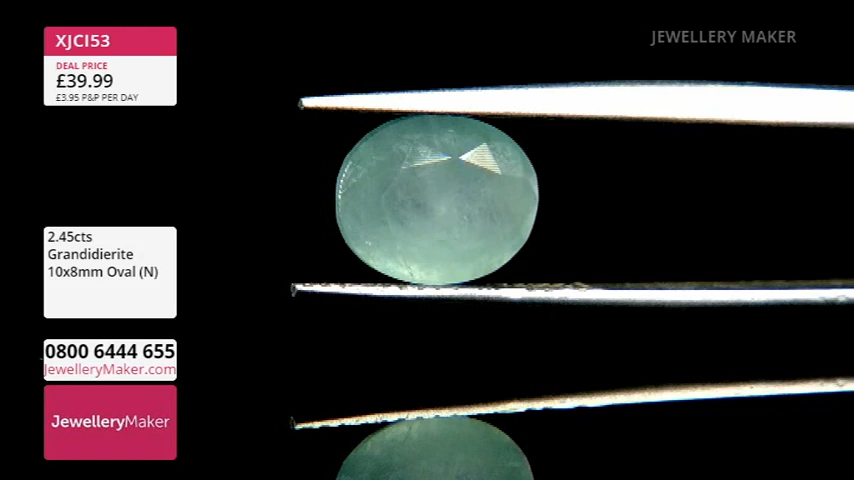 XJCI53
DEAL PRICE
£39.99
£3.95 P&P PER DAY
JEWELLERY MAKER
2.45cts
Grandidierite
10x8mm Oval (N)
0800 6444 655
JewelleryMaker.com
JewelleryMaker